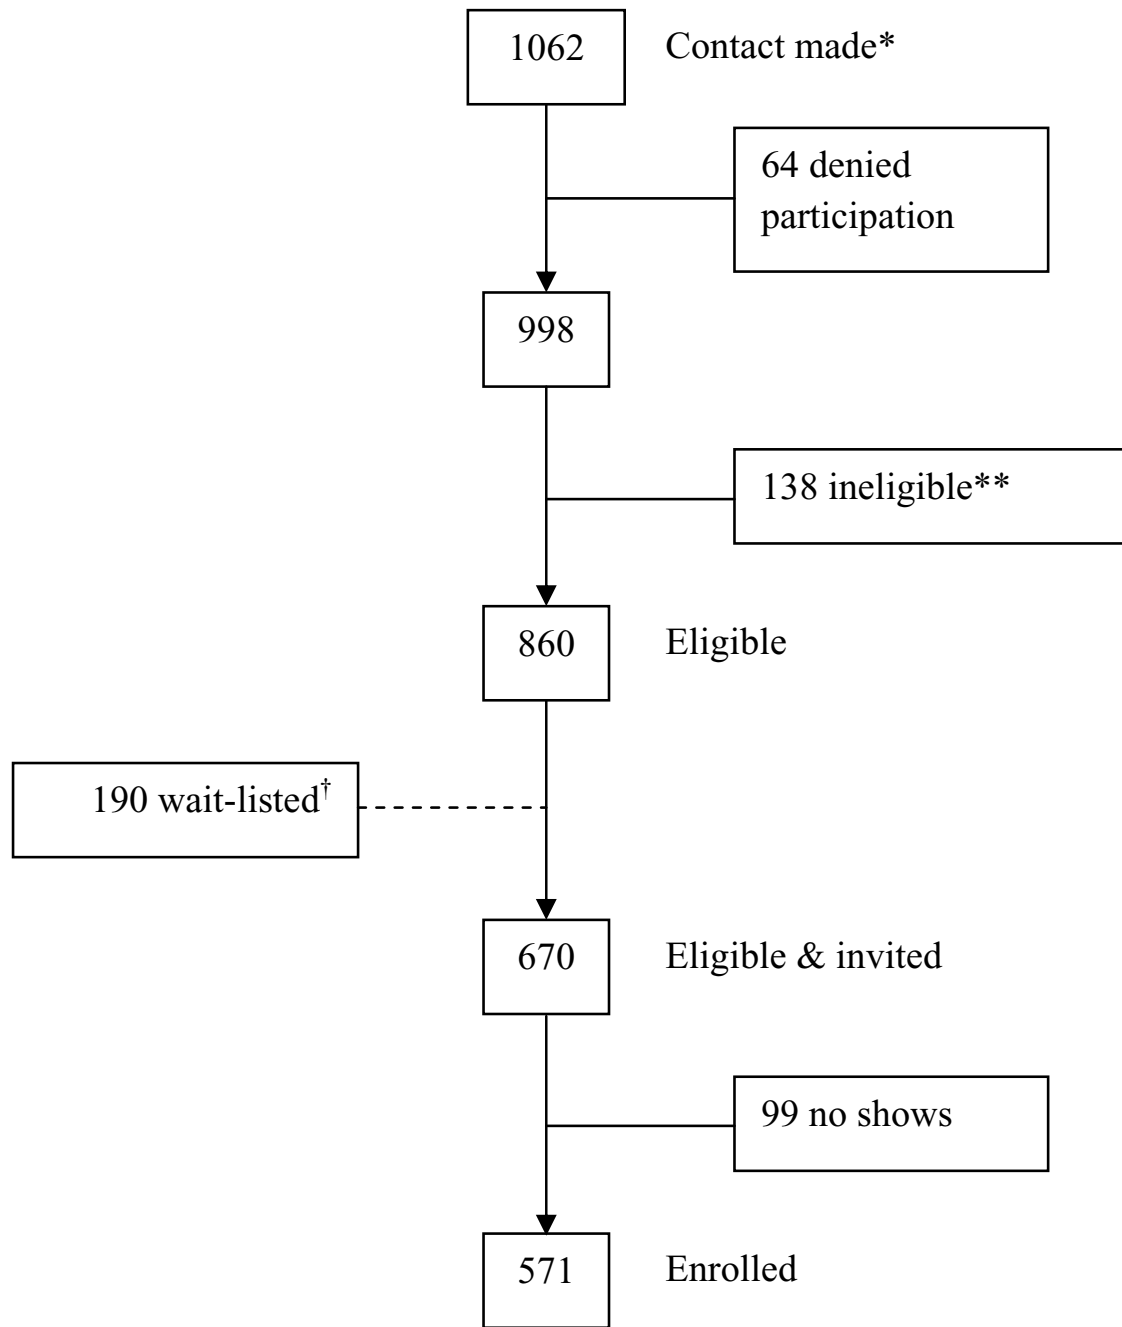 1062
Contact made*
64 denied
participation
998
138 ineligible**
860
Eligible
190 wait-listed†
670
Eligible & invited
99 no shows
571
Enrolled